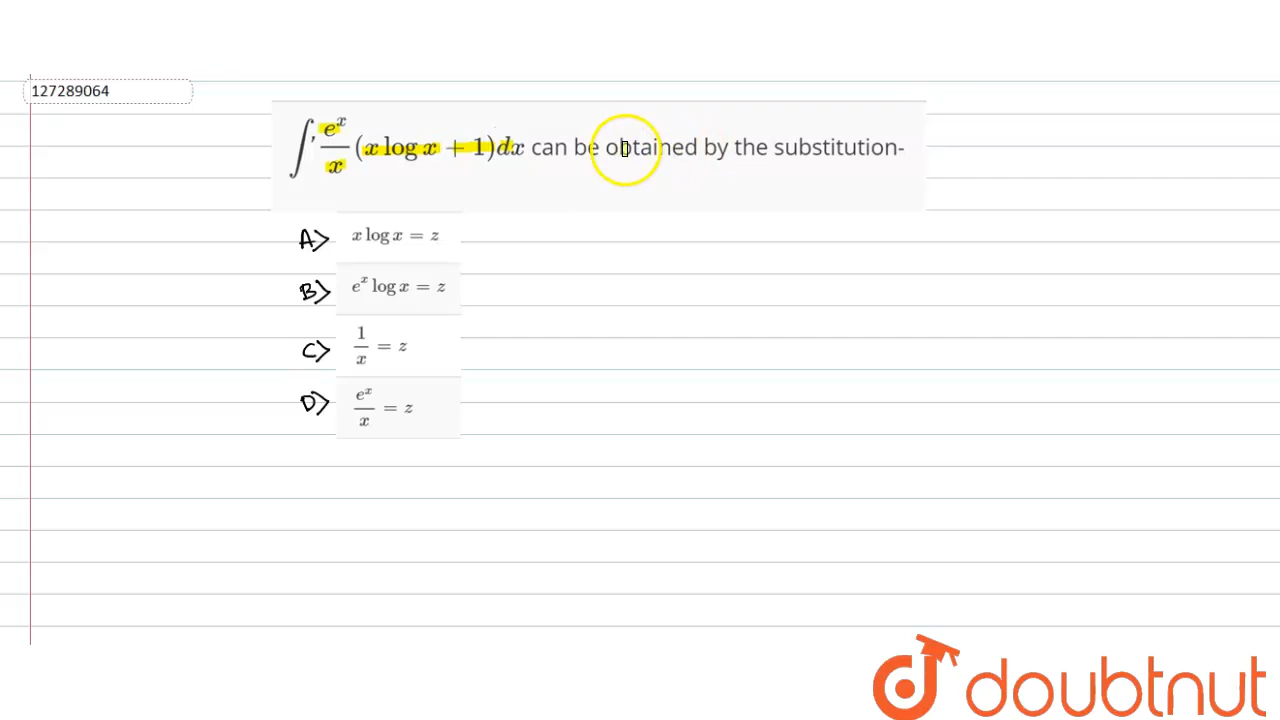 127289064
∫ e^x/x (x log x + 1)dx can be obtained by the substitution-
A> x log x = z
B> e^x log x = z
C> 1/x = z
D> e^x/x = z
doubtnut